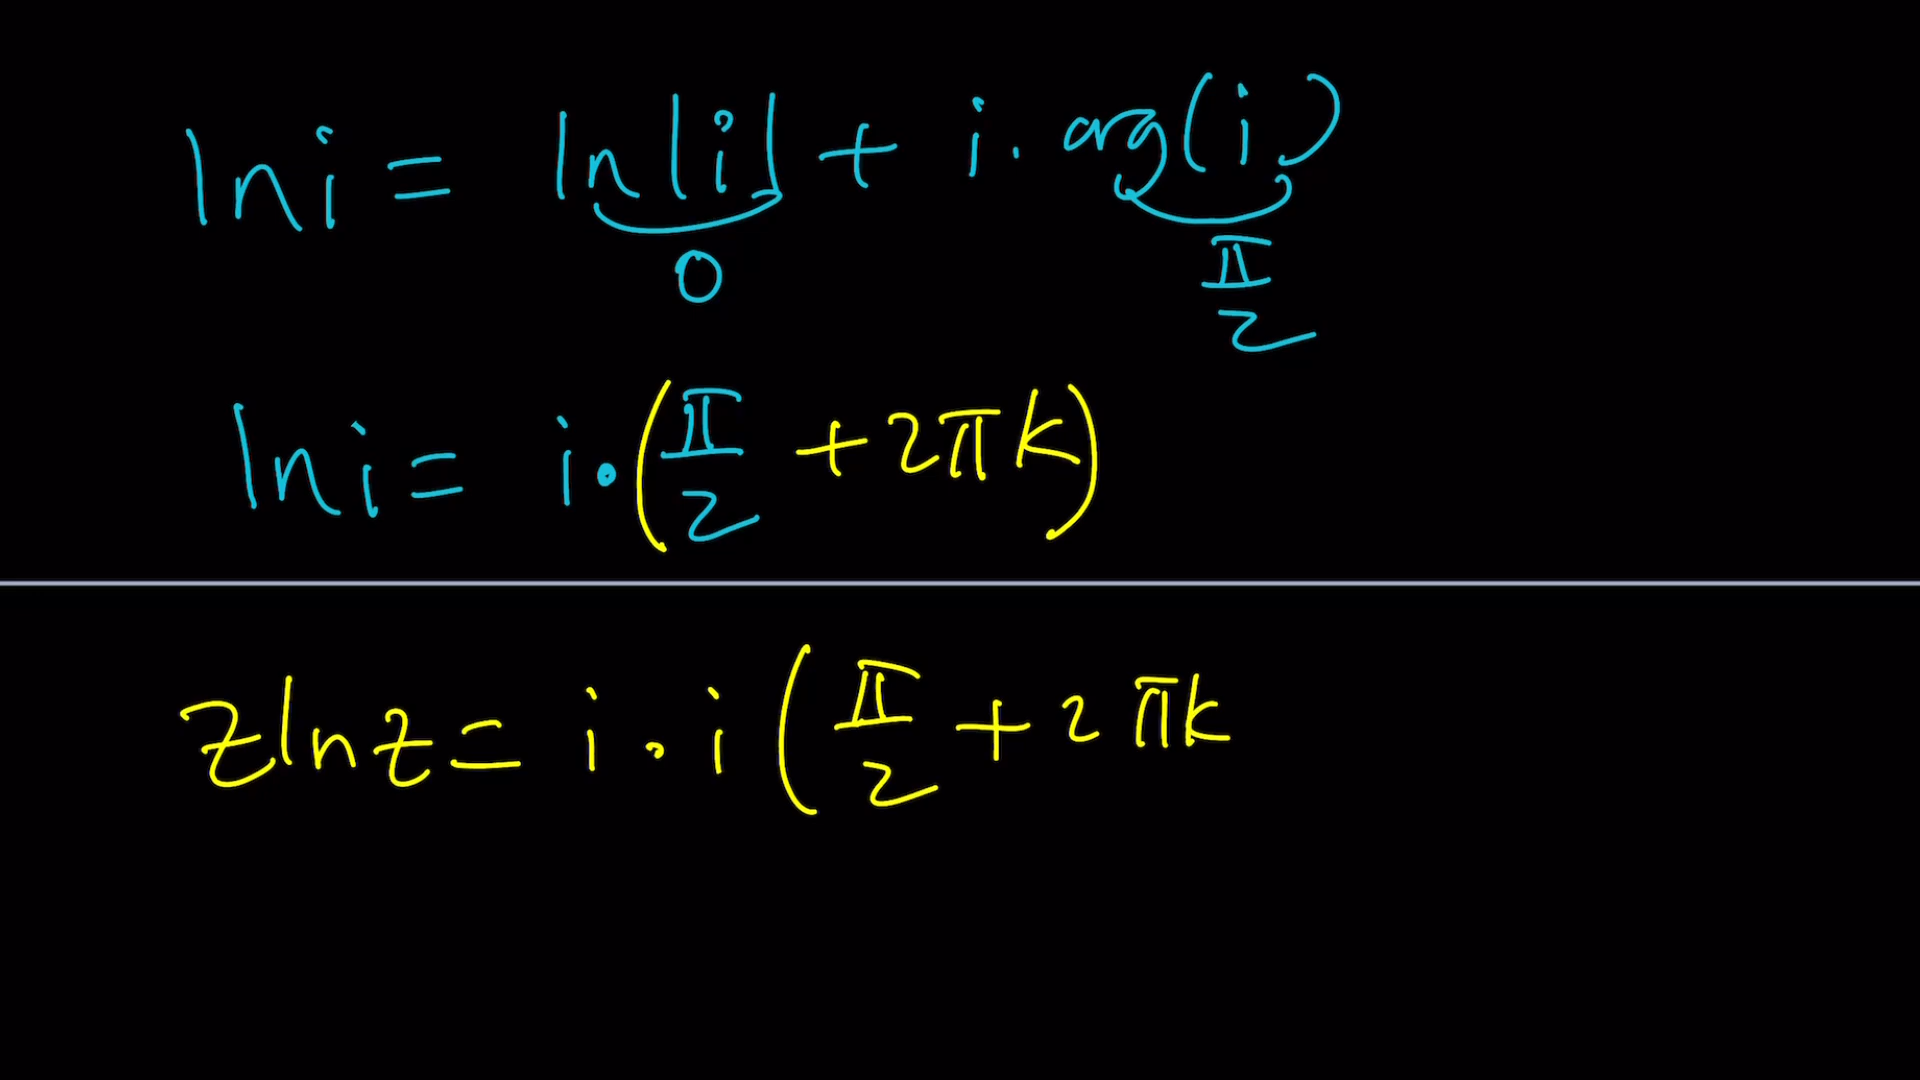 ln i = ln|i| + i · arg(i)
0
π/2
ln i = i · (π/2 + 2πk)
z ln z = i · i (π/2 + 2πk